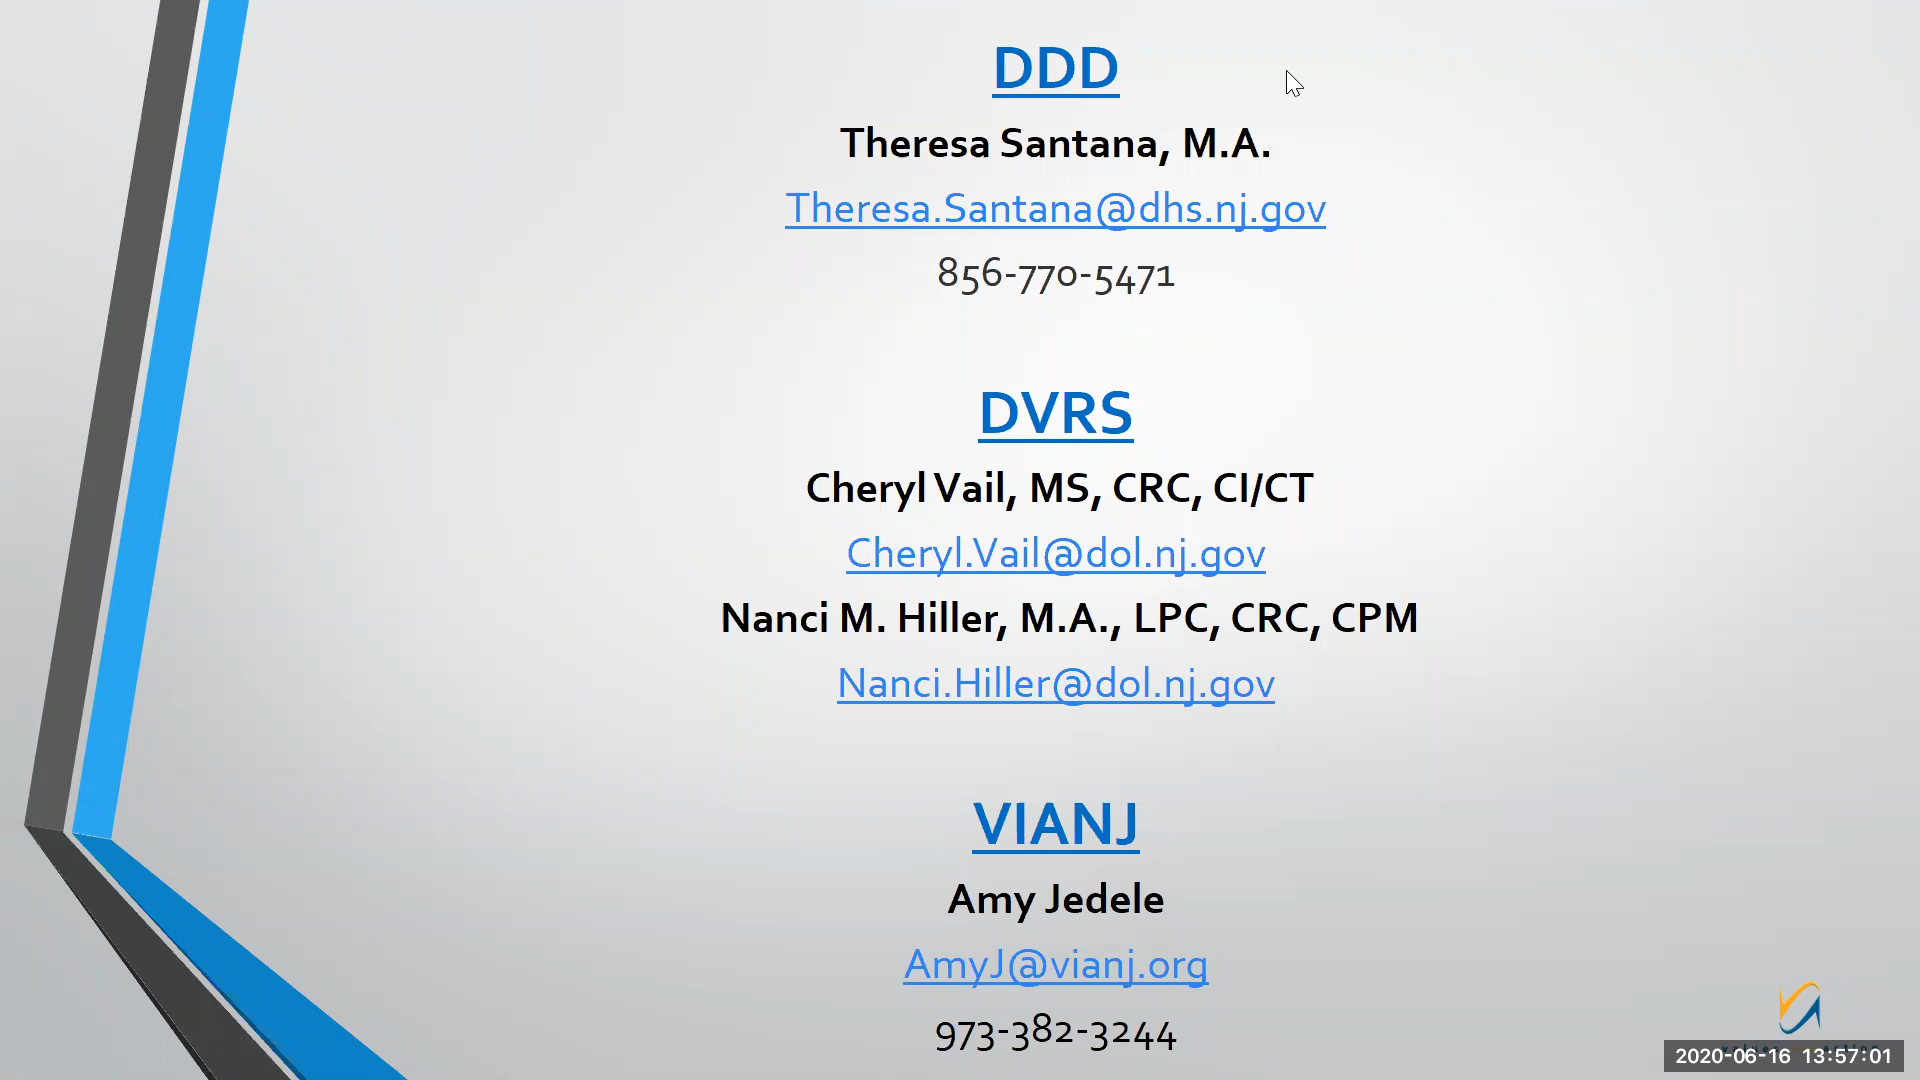 DDD
Theresa Santana, M.A.
Theresa.Santana@dhs.nj.gov
856-770-5471
DVRS
Cheryl Vail, MS, CRC, CI/CT
Cheryl.Vail@dol.nj.gov
Nanci M. Hiller, M.A., LPC, CRC, CPM
Nanci.Hiller@dol.nj.gov
VIANJ
Amy Jedele
AmyJ@vianj.org
973-382-3244
2020-06-16 13:57:01